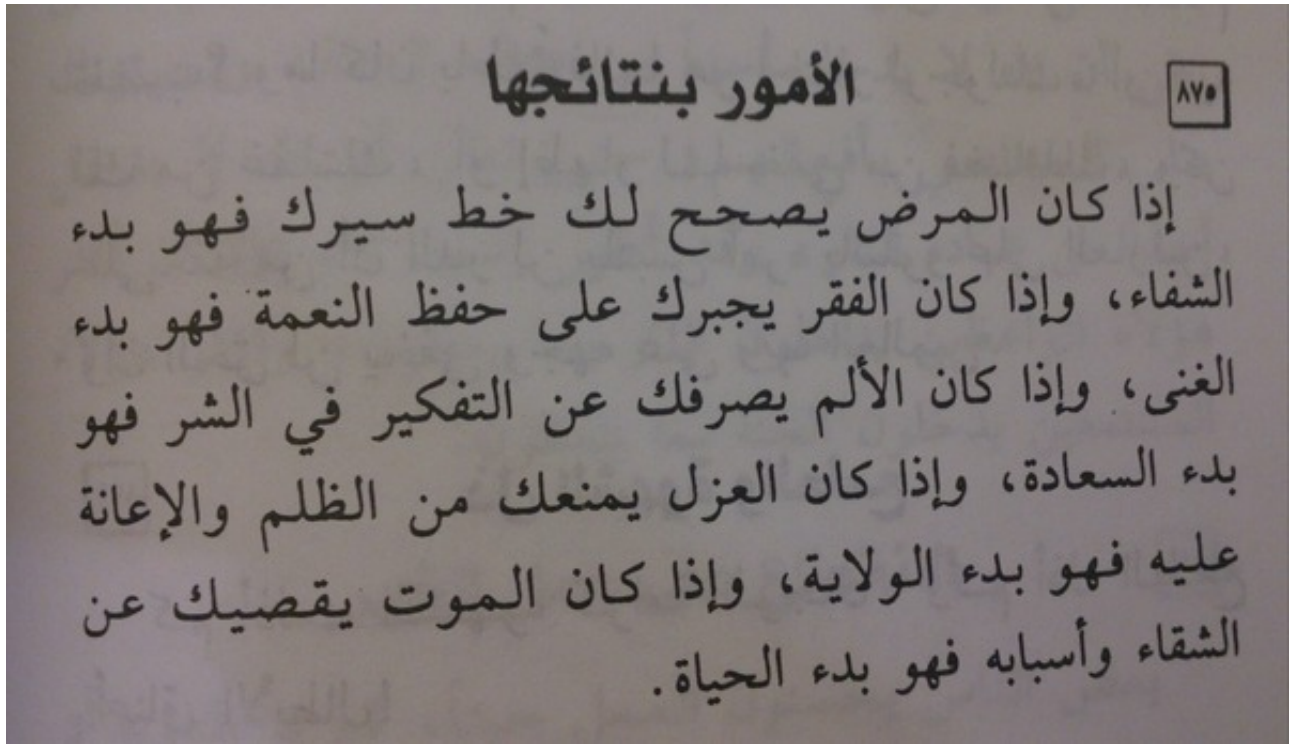 ٨٧٥
الأمور بنتائجها
إذا كان المرض يصحح لك خط سيرك فهو بدء
الشفاء، وإذا كان الفقر يجبرك على حفظ النعمة فهو بدء
الغنى، وإذا كان الألم يصرفك عن التفكير في الشر فهو
بدء السعادة، وإذا كان العزل يمنعك من الظلم والإعانة
عليه فهو بدء الولاية، وإذا كان الموت يقصيك عن
الشقاء وأسبابه فهو بدء الحياة.